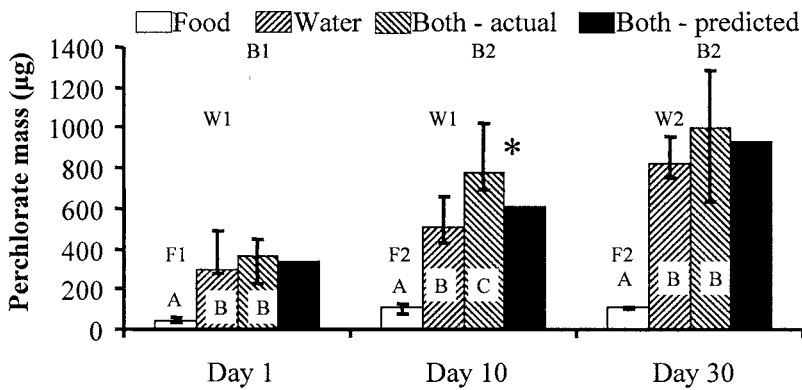 Food Water Both - actual Both - predicted
B1 B2 B2
W1 W1 W2
*
F1 F2 F2
A B B A B C A B B
Perchlorate mass (µg)
1400
1200
1000
800
600
400
200
0
Day 1 Day 10 Day 30